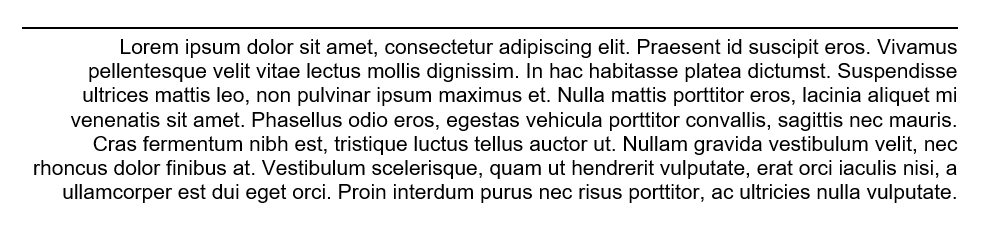 Lorem ipsum dolor sit amet, consectetur adipiscing elit. Praesent id suscipit eros. Vivamus
pellentesque velit vitae lectus mollis dignissim. In hac habitasse platea dictumst. Suspendisse
ultrices mattis leo, non pulvinar ipsum maximus et. Nulla mattis porttitor eros, lacinia aliquet mi
venenatis sit amet. Phasellus odio eros, egestas vehicula porttitor convallis, sagittis nec mauris.
Cras fermentum nibh est, tristique luctus tellus auctor ut. Nullam gravida vestibulum velit, nec
rhoncus dolor finibus at. Vestibulum scelerisque, quam ut hendrerit vulputate, erat orci iaculis nisi, a
ullamcorper est dui eget orci. Proin interdum purus nec risus porttitor, ac ultricies nulla vulputate.